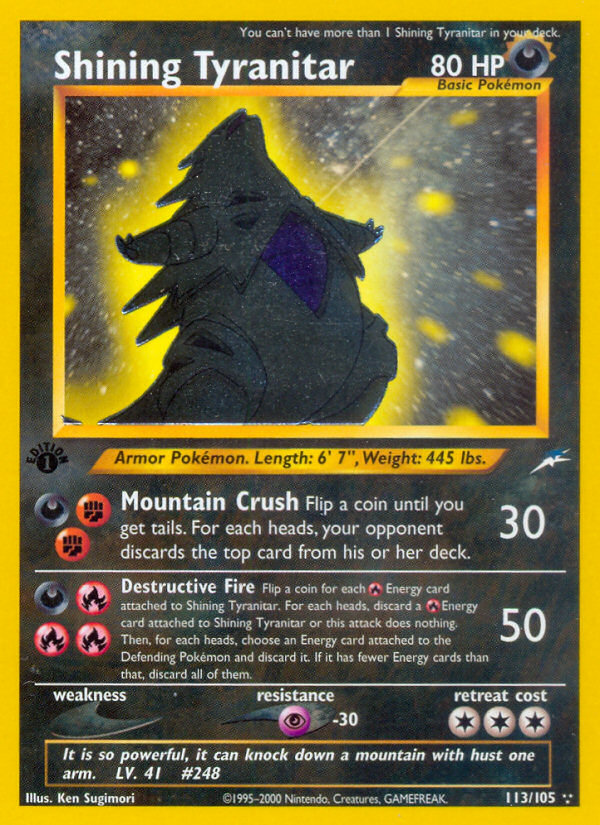 You can't have more than 1 Shining Tyranitar in your deck.
Shining Tyranitar 80 HP
Basic Pokémon
EDITION
1
Armor Pokémon. Length: 6' 7", Weight: 445 lbs.
Mountain Crush Flip a coin until you
get tails. For each heads, your opponent
discards the top card from his or her deck.
30
Destructive Fire Flip a coin for each Energy card
attached to Shining Tyranitar. For each heads, discard a Energy
card attached to Shining Tyranitar or this attack does nothing.
Then, for each heads, choose an Energy card attached to the
Defending Pokémon and discard it. If it has fewer Energy cards than
that, discard all of them.
50
weakness resistance retreat cost
-30
It is so powerful, it can knock down a mountain with hust one
arm. LV. 41 #248
Illus. Ken Sugimori ©1995-2000 Nintendo, Creatures, GAMEFREAK. 113/105